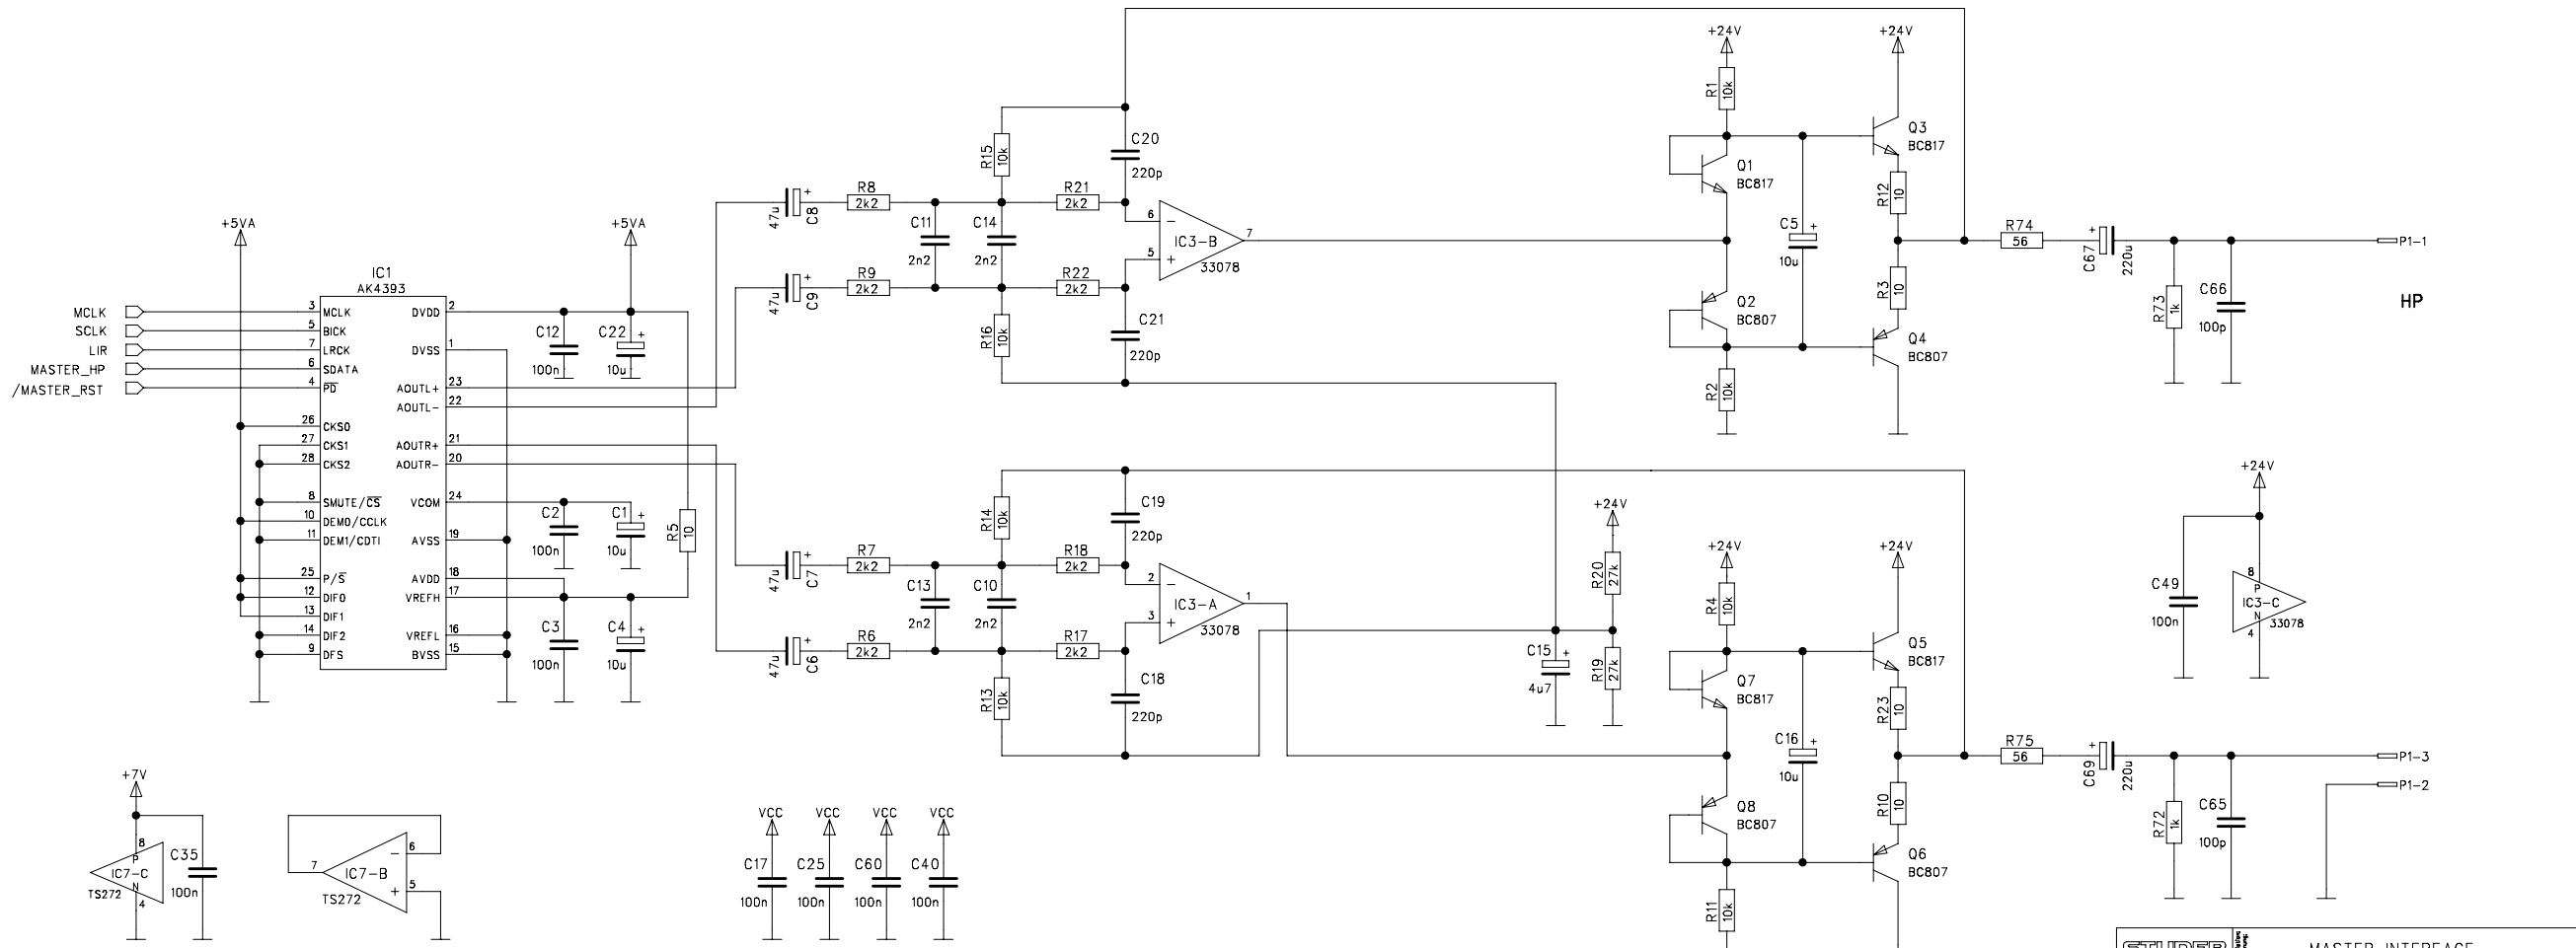 +24V +24V
R1 10k
Q3
BC817
C20
220p
R15 10k
Q1
BC817
R12 10
R8
2k2
R21
2k2
47u C8 +
+5VA +5VA
C11
2n2
C14
2n2
6 −
5 +
IC3-B
33078
7
C5 +
10u
R74
56
+ C67 220u
P1-1
R9
2k2
R22
2k2
47u C9 +
R3 10
R73 1k
C66
100p
HP
Q2
BC807
C21
220p
R16 10k
Q4
BC807
R2 10k
IC1
AK4393
MCLK 3 MCLK DVDD 2
SCLK 5 BICK
LIR 7 LRCK DVSS 1
MASTER_HP 6 SDATA
/MASTER_RST 4 PD AOUTL+ 23
AOUTL- 22
26 CKS0
27 CKS1 AOUTR+ 21
28 CKS2 AOUTR- 20
8 SMUTE/CS VCOM 24
10 DEM0/CCLK
11 DEM1/CDTI AVSS 19
25 P/S AVDD 18
12 DIF0 VREFH 17
13 DIF1
14 DIF2 VREFL 16
9 DFS BVSS 15
C12
100n
C22 +
10u
C2
100n
C1 +
10u
R5 10
C3
100n
C4 +
10u
C19
220p
R14 10k
R7
2k2
R18
2k2
47u C7 +
C13
2n2
C10
2n2
2 −
3 +
IC3-A
33078
1
R6
2k2
R17
2k2
47u C6 +
R13 10k
C18
220p
+24V
R20 27k
C15 +
4u7
R19 27k
+24V +24V
R4 10k
Q5
BC817
Q7
BC817
R23 10
C16 +
10u
R75
56
+ C69 220u
P1-3
P1-2
Q8
BC807
R10 10
R72 1k
C65
100p
Q6
BC807
R11 10k
+24V
C49
100n
8
P
IC3-C
N
4
33078
+7V
8
P
IC7-C
N
4
TS272
C35
100n
7
IC7-B
TS272
− 6
+ 5
VCC VCC VCC VCC
C17 C25 C60 C40
100n 100n 100n 100n
STUDER MASTER INTERFACE